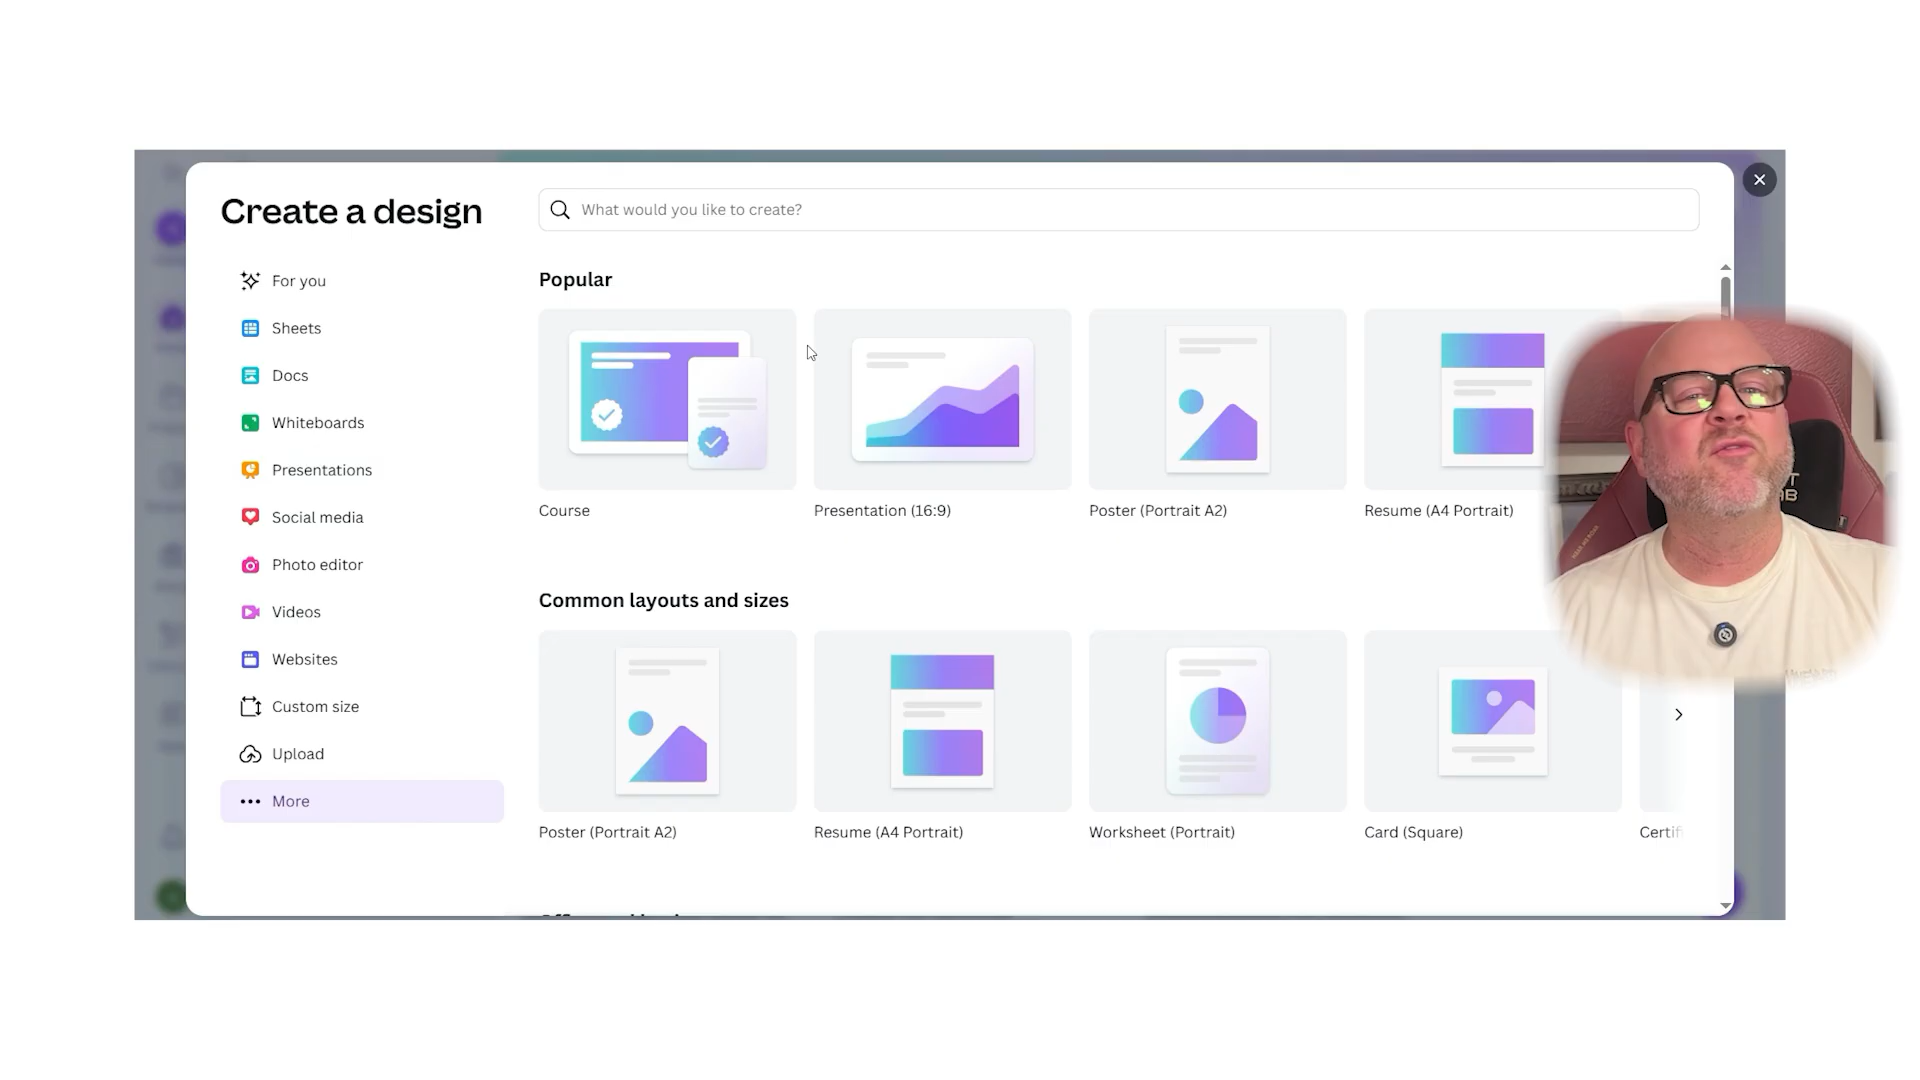 Create a design
What would you like to create?
For you
Sheets
Docs
Whiteboards
Presentations
Social media
Photo editor
Videos
Websites
Custom size
Upload
More
Popular
Course
Presentation (16:9)
Poster (Portrait A2)
Resume (A4 Portrait)
Common layouts and sizes
Poster (Portrait A2)
Resume (A4 Portrait)
Worksheet (Portrait)
Card (Square)
Certifi